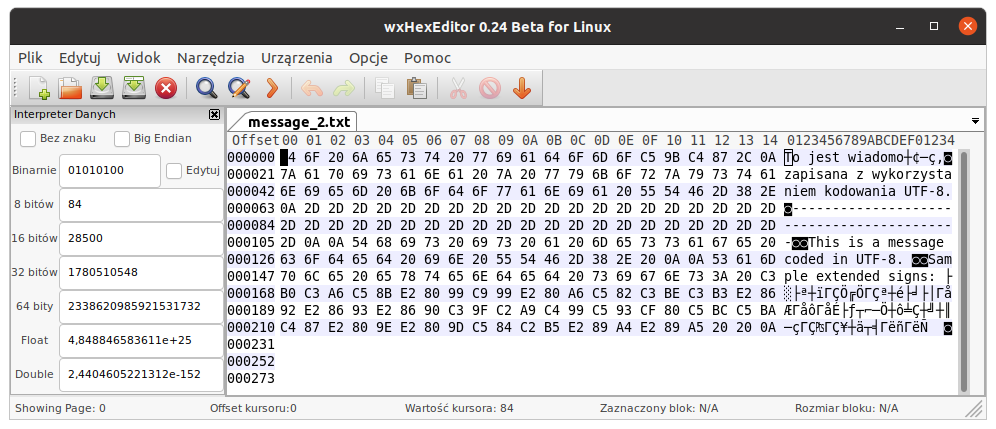 wxHexEditor 0.24 Beta for Linux
Plik Edytuj Widok Narzędzia Urządzenia Opcje Pomoc
Interpreter Danych
Bez znaku Big Endian
Binarnie 01010100 Edytuj
8 bitów 84
16 bitów 28500
32 bitów 1780510548
64 bity 2338620985921531732
Float 4,848846583611e+25
Double 2,4404605221312e-152
message_2.txt
Offset 00 01 02 03 04 05 06 07 08 09 0A 0B 0C 0D 0E 0F 10 11 12 13 14 0123456789ABCDEF01234
000000 4 6F 20 6A 65 73 74 20 77 69 61 64 6F 6D 6F C5 9B C4 87 2C 0A To jest wiadomo┼¢─ç,◙
000021 7A 61 70 69 73 61 6E 61 20 7A 20 77 79 6B 6F 72 7A 79 73 74 61 zapisana z wykorzysta
000042 6E 69 65 6D 20 6B 6F 64 6F 77 61 6E 69 61 20 55 54 46 2D 38 2E niem kodowania UTF-8.
000063 0A 2D 2D 2D 2D 2D 2D 2D 2D 2D 2D 2D 2D 2D 2D 2D 2D 2D 2D 2D 2D ◙--------------------
000084 2D 2D 2D 2D 2D 2D 2D 2D 2D 2D 2D 2D 2D 2D 2D 2D 2D 2D 2D 2D 2D ---------------------
000105 2D 0A 0A 54 68 69 73 20 69 73 20 61 20 6D 65 73 73 61 67 65 20 -◙◙This is a message
000126 63 6F 64 65 64 20 69 6E 20 55 54 46 2D 38 2E 20 0A 0A 53 61 6D coded in UTF-8. ◙◙Sam
000147 70 6C 65 20 65 78 74 65 6E 64 65 64 20 73 69 67 6E 73 3A 20 C3 ple extended signs: ├
000168 B0 C3 A6 C5 8B E2 80 99 C9 99 E2 80 A6 C5 82 C3 BE C3 B3 E2 86 ░├ª┼ïΓÇÖ╔ÖΓÇª┼é├╛├│Γå
000189 92 E2 86 93 E2 86 90 C3 9F C2 A9 C4 99 C5 93 CF 80 C5 BC C5 BA ÆΓåôΓåÉ├ƒ┬⌐─Ö┼ô╧Ç┼╝┼║
000210 C4 87 E2 80 9E E2 80 9D C5 84 C2 B5 E2 89 A4 E2 89 A5 20 20 0A ─çΓÇ₧ΓÇ¥┼ä┬╡ΓëñΓëÑ  ◙
000231
000252
000273
Showing Page: 0 Offset kursoru:0 Wartość kursora: 84 Zaznaczony blok: N/A Rozmiar bloku: N/A